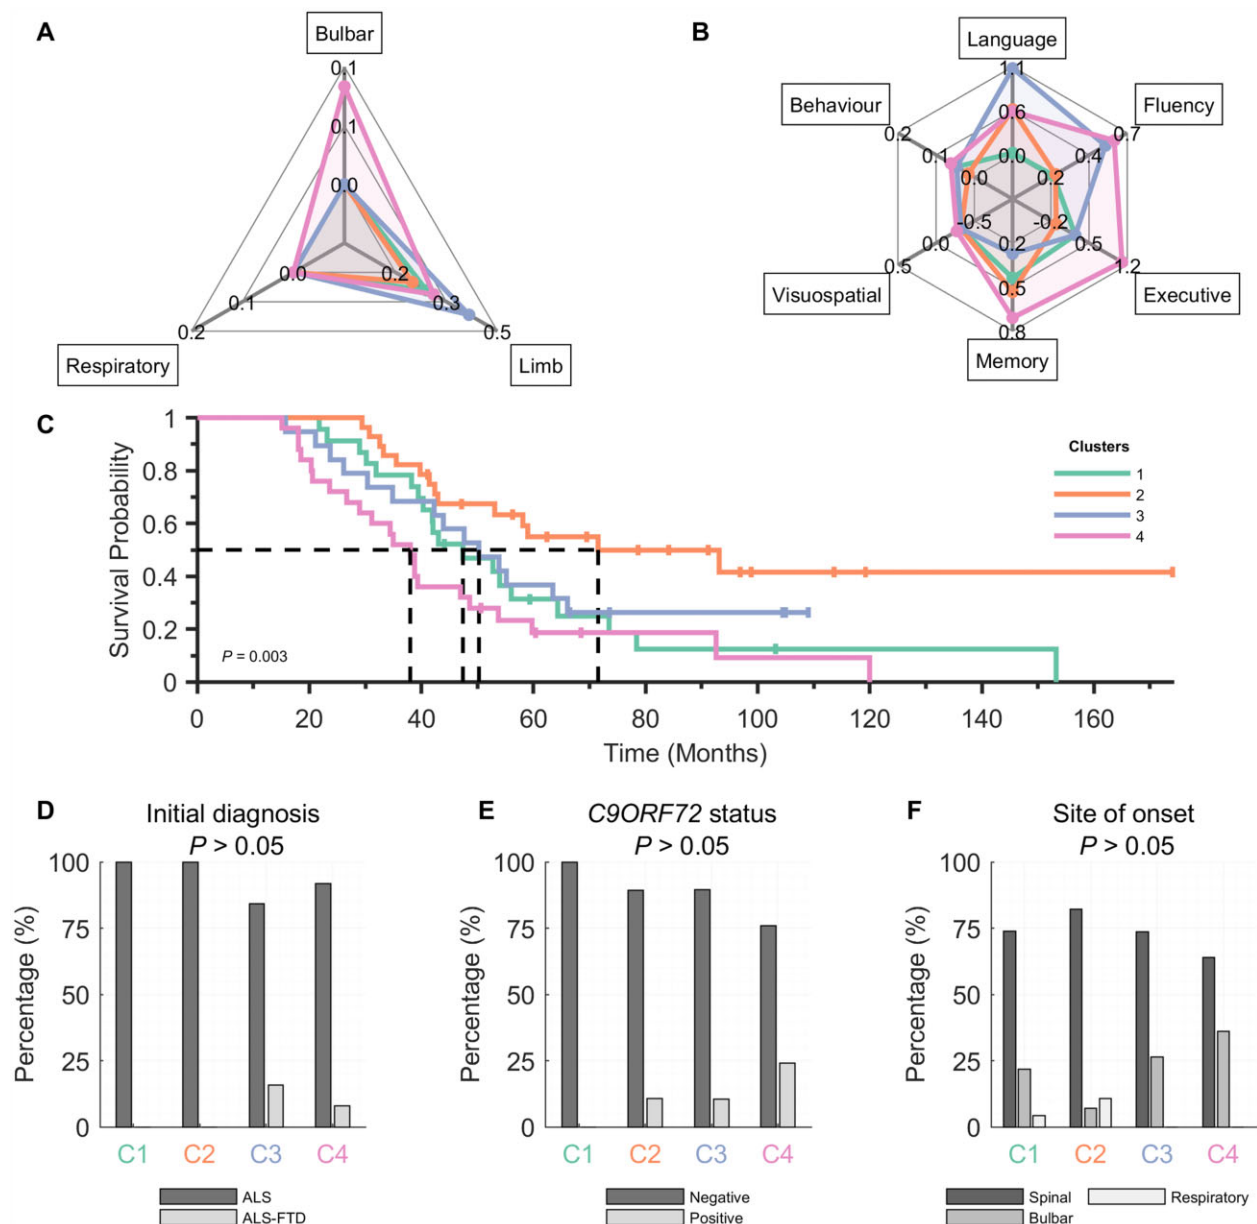 A
Bulbar
0.1
0.1
0.0
0.0
0.2
0.1
0.3
0.2
0.5
Respiratory
Limb
B
Language
1.1
Behaviour
Fluency
0.2
0.6
0.7
0.1
0.4
0.0
0.0
0.2
-0.5
-0.2
0.0
0.2
0.5
0.5
0.5
1.2
Visuospatial
Executive
0.8
Memory
C
Survival Probability
1
0.8
0.6
0.4
0.2
0
P = 0.003
Clusters
1
2
3
4
0 20 40 60 80 100 120 140 160
Time (Months)
D
Initial diagnosis
P > 0.05
Percentage (%)
100
75
50
25
0
C1 C2 C3 C4
ALS
ALS-FTD
E
C9ORF72 status
P > 0.05
Percentage (%)
100
75
50
25
0
C1 C2 C3 C4
Negative
Positive
F
Site of onset
P > 0.05
Percentage (%)
100
75
50
25
0
C1 C2 C3 C4
Spinal Respiratory
Bulbar